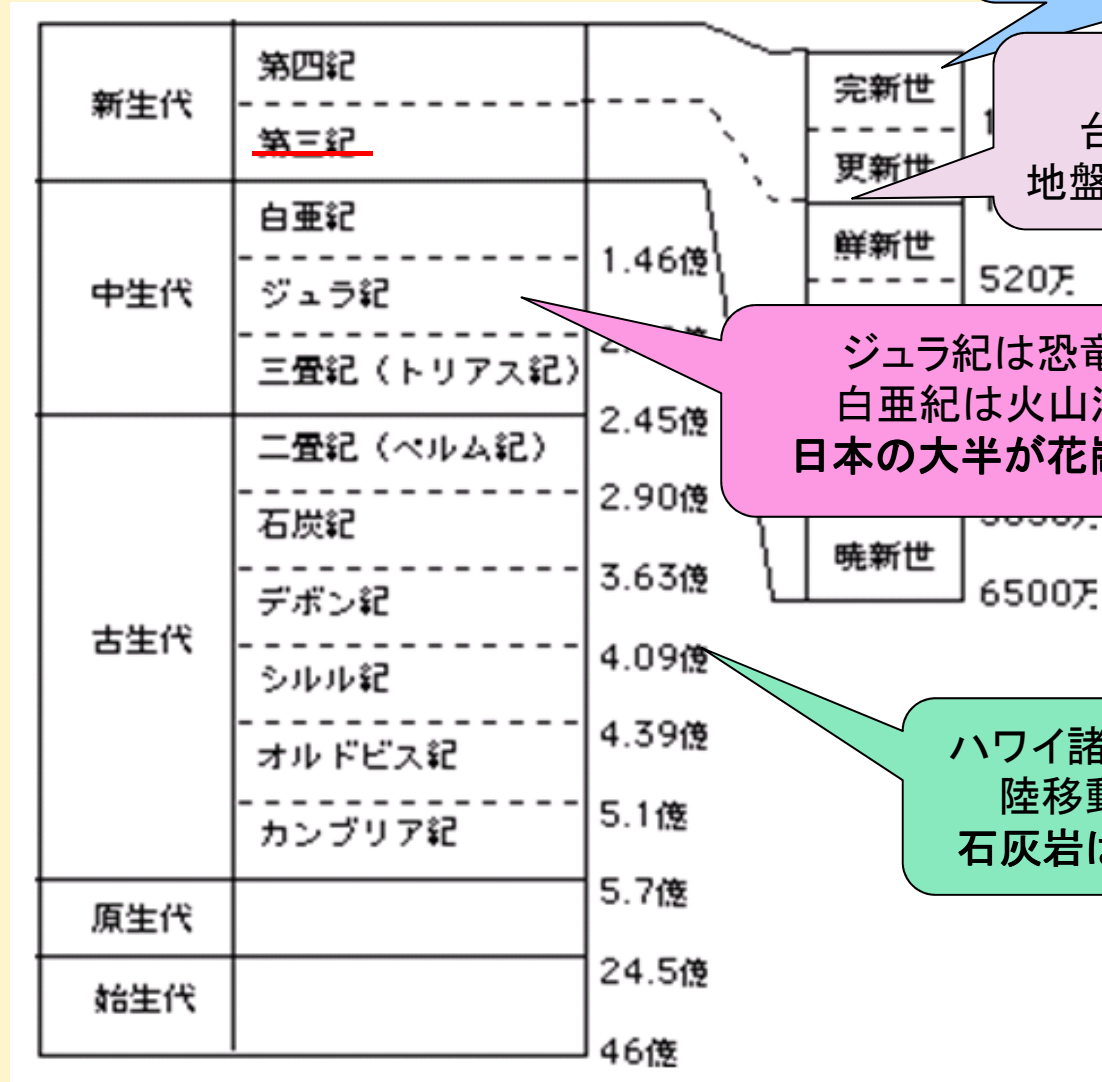 新生代
第四紀
第三紀
中生代
白亜紀
ジュラ紀
三畳紀（トリアス紀）
古生代
二畳紀（ペルム紀）
石炭紀
デボン紀
シルル紀
オルドビス紀
カンブリア紀
原生代
始生代
1.46億
2.45億
2.90億
3.63億
4.09億
4.39億
5.1億
5.7億
24.5億
46億
完新世
更新世
鮮新世
520万
暁新世
6500万
地盤
ジュラ紀は恐竜
白亜紀は火山
日本の大半が花崗
ハワイ諸
陸移動
石灰岩は